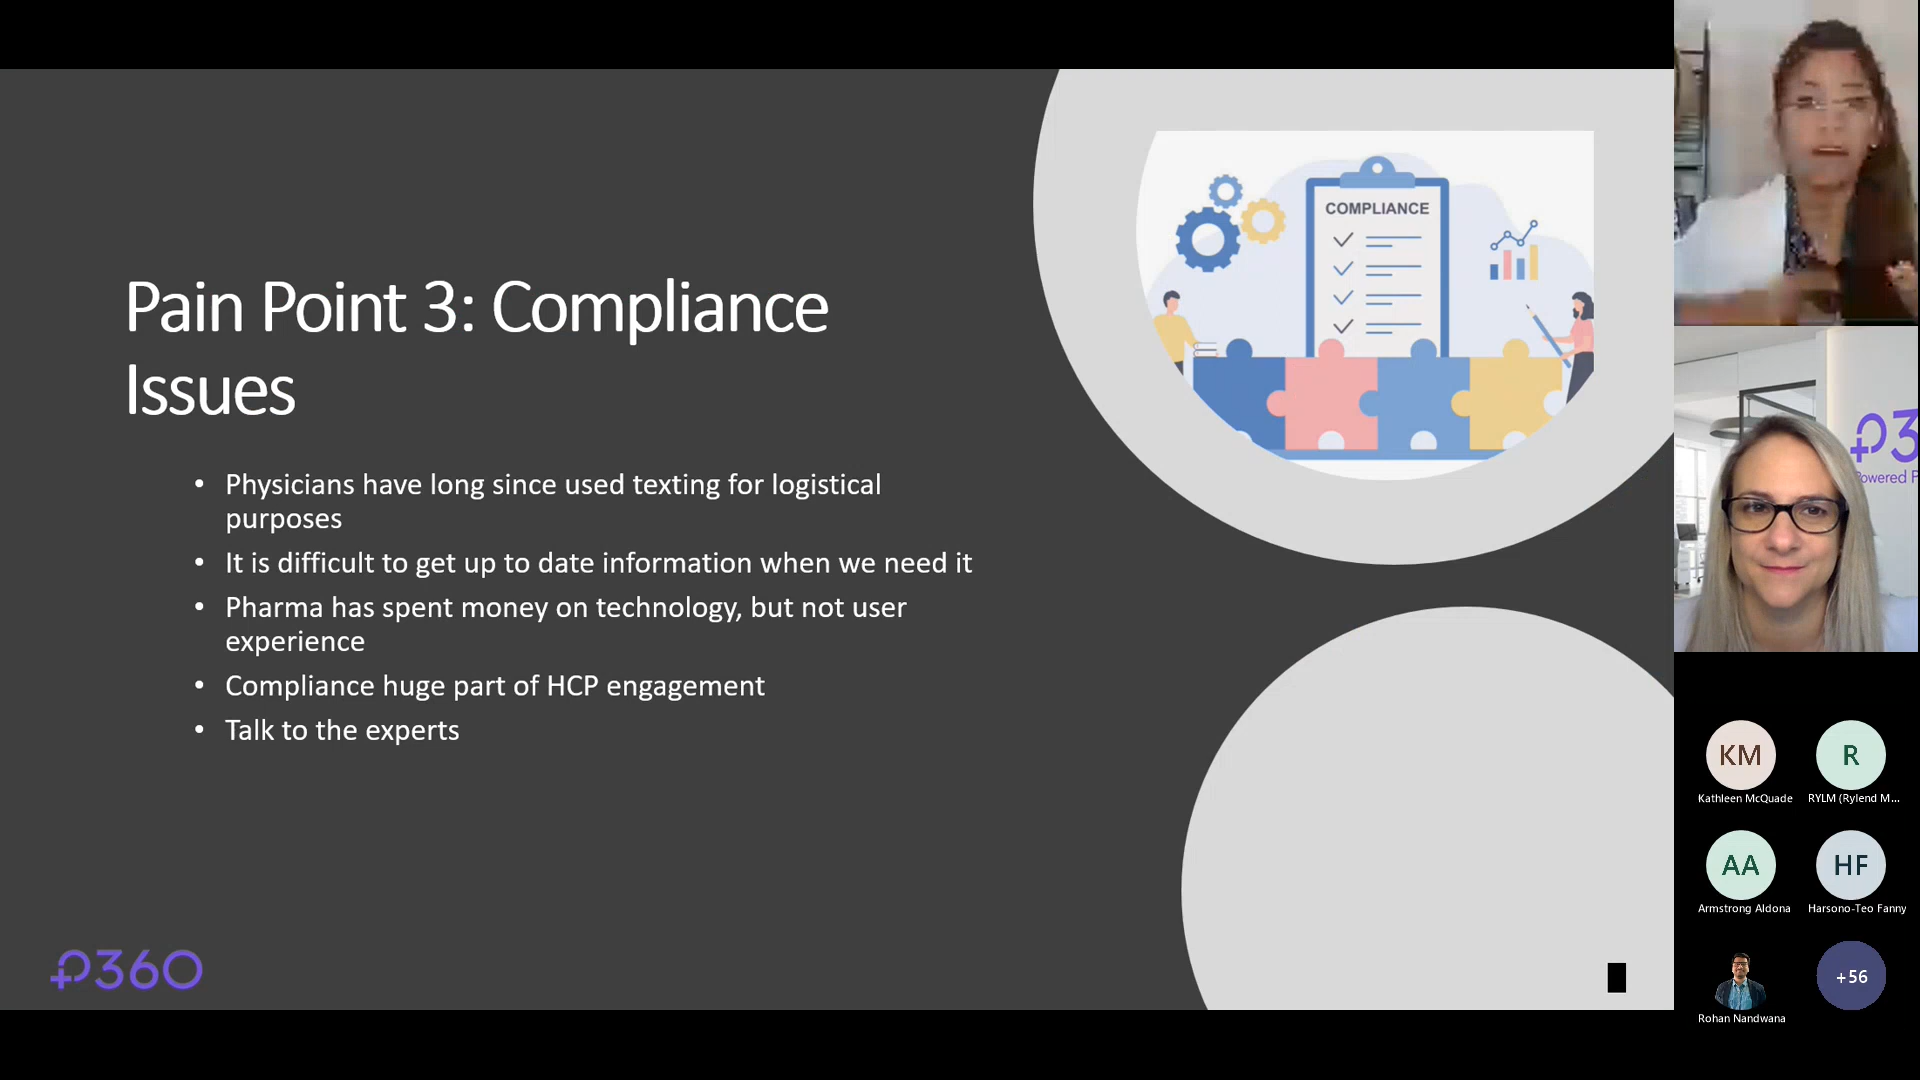 Pain Point 3: Compliance
Issues
• Physicians have long since used texting for logistical
purposes
• It is difficult to get up to date information when we need it
• Pharma has spent money on technology, but not user
experience
• Compliance huge part of HCP engagement
• Talk to the experts
COMPLIANCE
P360
P3
Powered P
KM
Kathleen McQuade
R
RYLM (Rylend M...
AA
Armstrong Aldona
HF
Harsono-Teo Fanny
Rohan Nandwana
+56